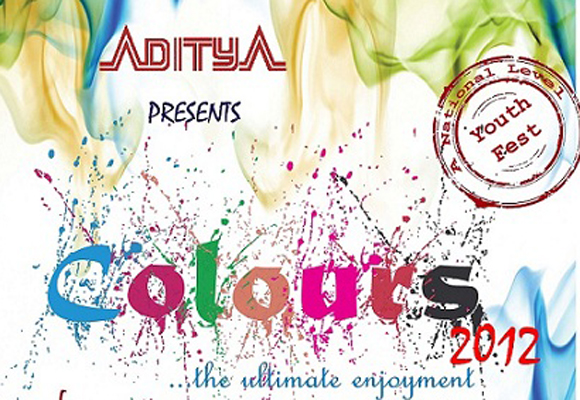 ADITYA
PRESENTS
A National Level
Youth
Fest
Colours
2012
...the ultimate enjoyment